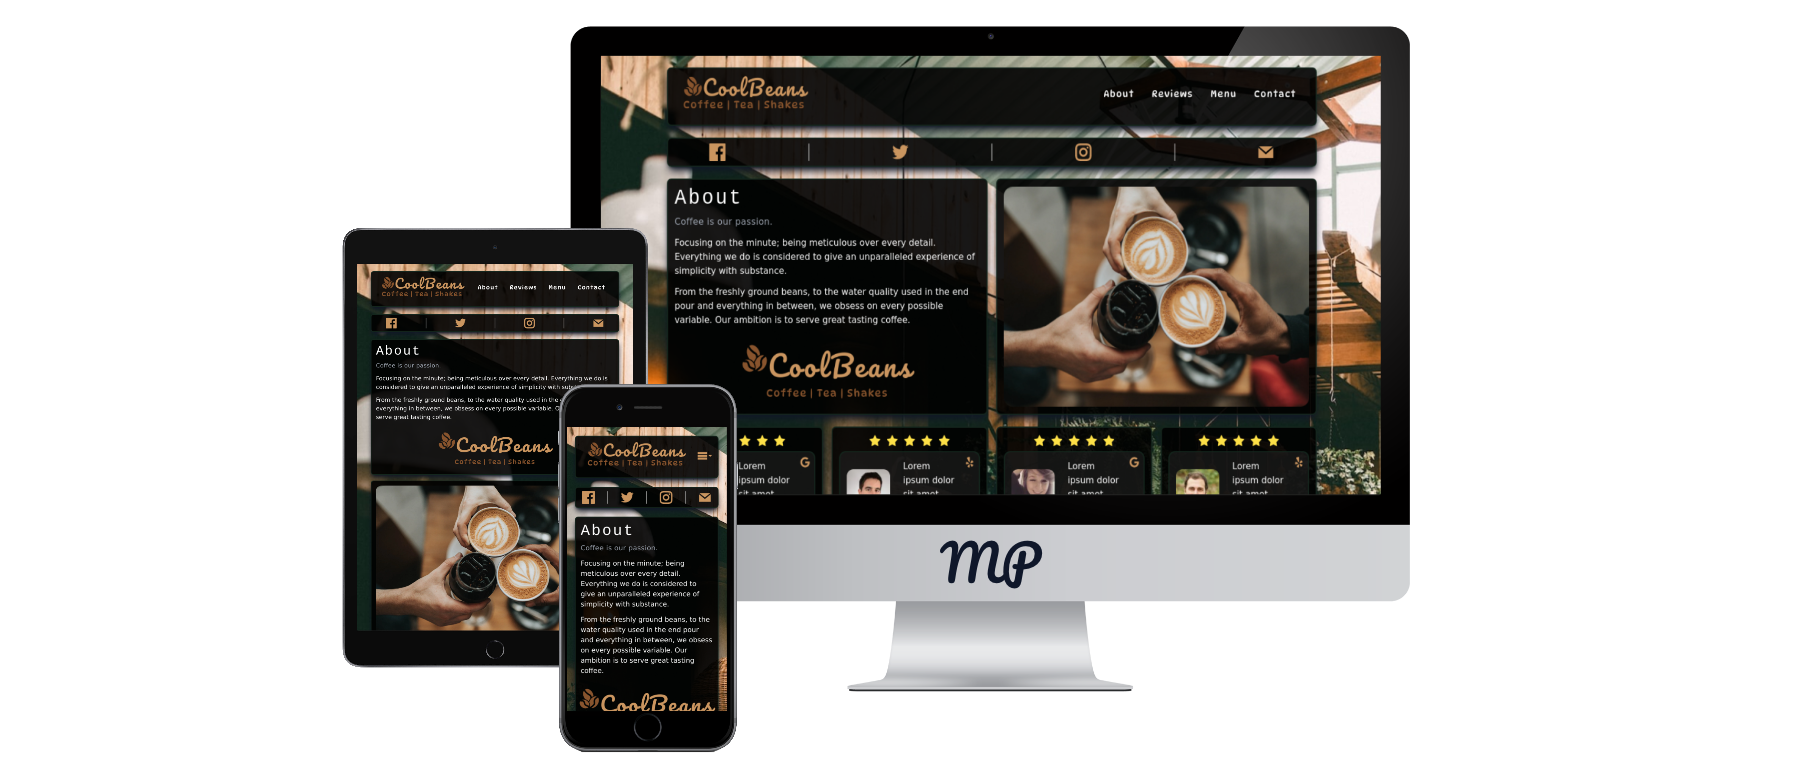 CoolBeans
Coffee | Tea | Shakes
About Reviews Menu Contact
About
Coffee is our passion.
Focusing on the minute; being meticulous over every detail.
Everything we do is considered to give an unparalleled experience of
simplicity with substance.
From the freshly ground beans, to the water quality used in the end
pour and everything in between, we obsess on every possible
variable. Our ambition is to serve great tasting coffee.
CoolBeans
Coffee | Tea | Shakes
Lorem
ipsum dolor
sit amet
Lorem
ipsum dolor
sit amet
Lorem
ipsum dolor
sit amet
Lorem
ipsum dolor
sit amet
MP
CoolBeans
Coffee | Tea | Shakes
About Reviews Menu Contact
About
Coffee is our passion.
Focusing on the minute; being meticulous over every detail. Everything we do is
considered to give an unparalleled experience of simplicity with
From the freshly ground beans, to the water quality used in the
everything in between, we obsess on every possible variable.
serve great tasting coffee.
CoolBeans
Coffee | Tea | Shakes
CoolBeans
Coffee | Tea | Shakes
About
Coffee is our passion.
Focusing on the minute; being
meticulous over every detail.
Everything we do is considered to
give an unparalleled experience of
simplicity with substance.
From the freshly ground beans, to the
water quality used in the end pour
and everything in between, we obsess
on every possible variable. Our
ambition is to serve great tasting
coffee.
CoolBeans